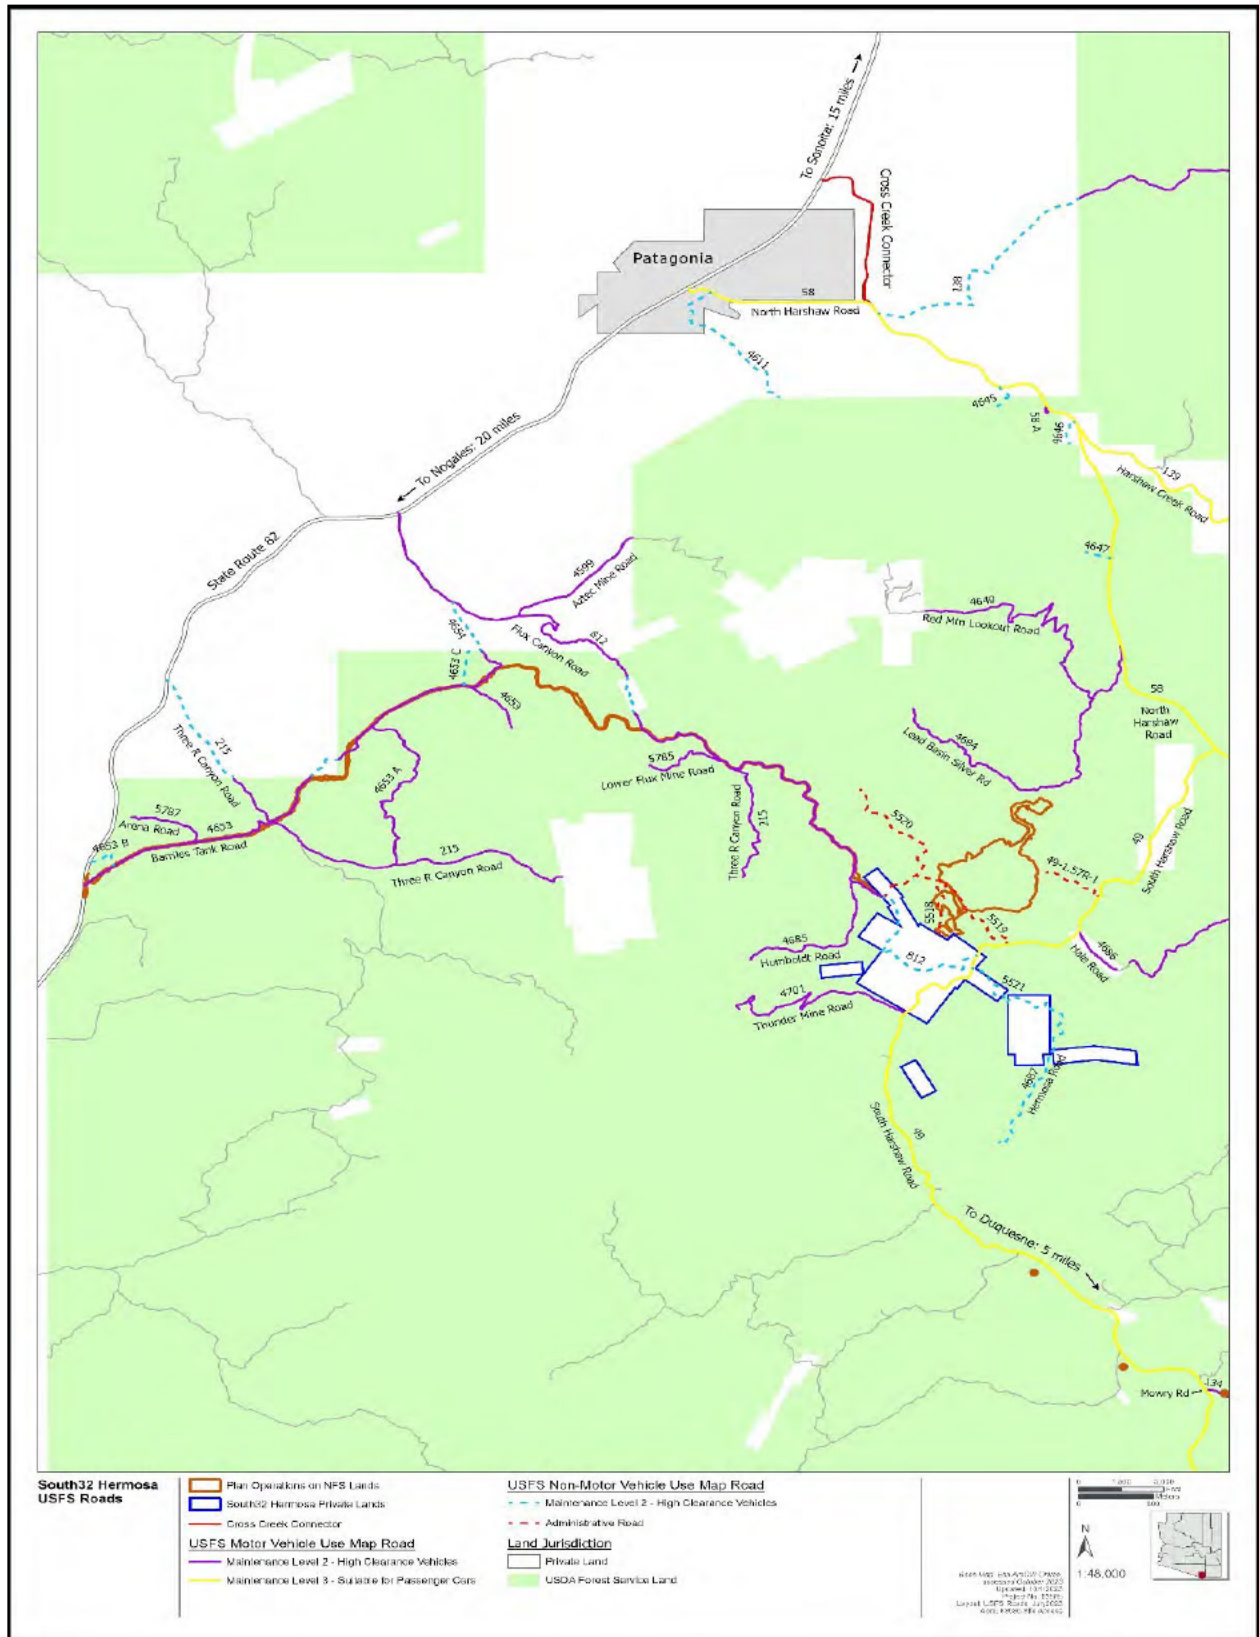 To Sonoita: 15 miles
Cross Creek Connector
Patagonia
138
58
North Harshaw Road
4611
4645
58 A
4646
To Nogales: 20 miles
139
Harshaw Creek Road
State Route 82
4647
4599
Aztec Mine Road
4649
Red Mtn Lookout Road
4684
812
Flux Canyon Road
4653 C
4653
58
North
Harshaw
Road
215
Three R Canyon Road
4684
Lead Basin Silver Rd
5785
Lower Flux Mine Road
4653 A
5787
Arena Road
4653
Barriles Tank Road
4653 B
215
Three R Canyon Road
215
Three R Canyon Road
5520
49
South Harshaw Road
49-1.57R-1
5518
5519
4685
Humboldt Road
812
4686
Hale Road
5521
4701
Thunder Mine Road
4687
Hermosa Road
49
South Harshaw Road
To Duquesne: 5 miles
134
Mowry Rd
South32 Hermosa
USFS Roads
Plan Operations on NFS Lands
South32 Hermosa Private Lands
Cross Creek Connector
USFS Motor Vehicle Use Map Road
Maintenance Level 2 - High Clearance Vehicles
Maintenance Level 3 - Suitable for Passenger Cars
USFS Non-Motor Vehicle Use Map Road
Maintenance Level 2 - High Clearance Vehicles
Administrative Road
Land Jurisdiction
Private Land
USDA Forest Service Land
Feet
Meters
N
1:48,000